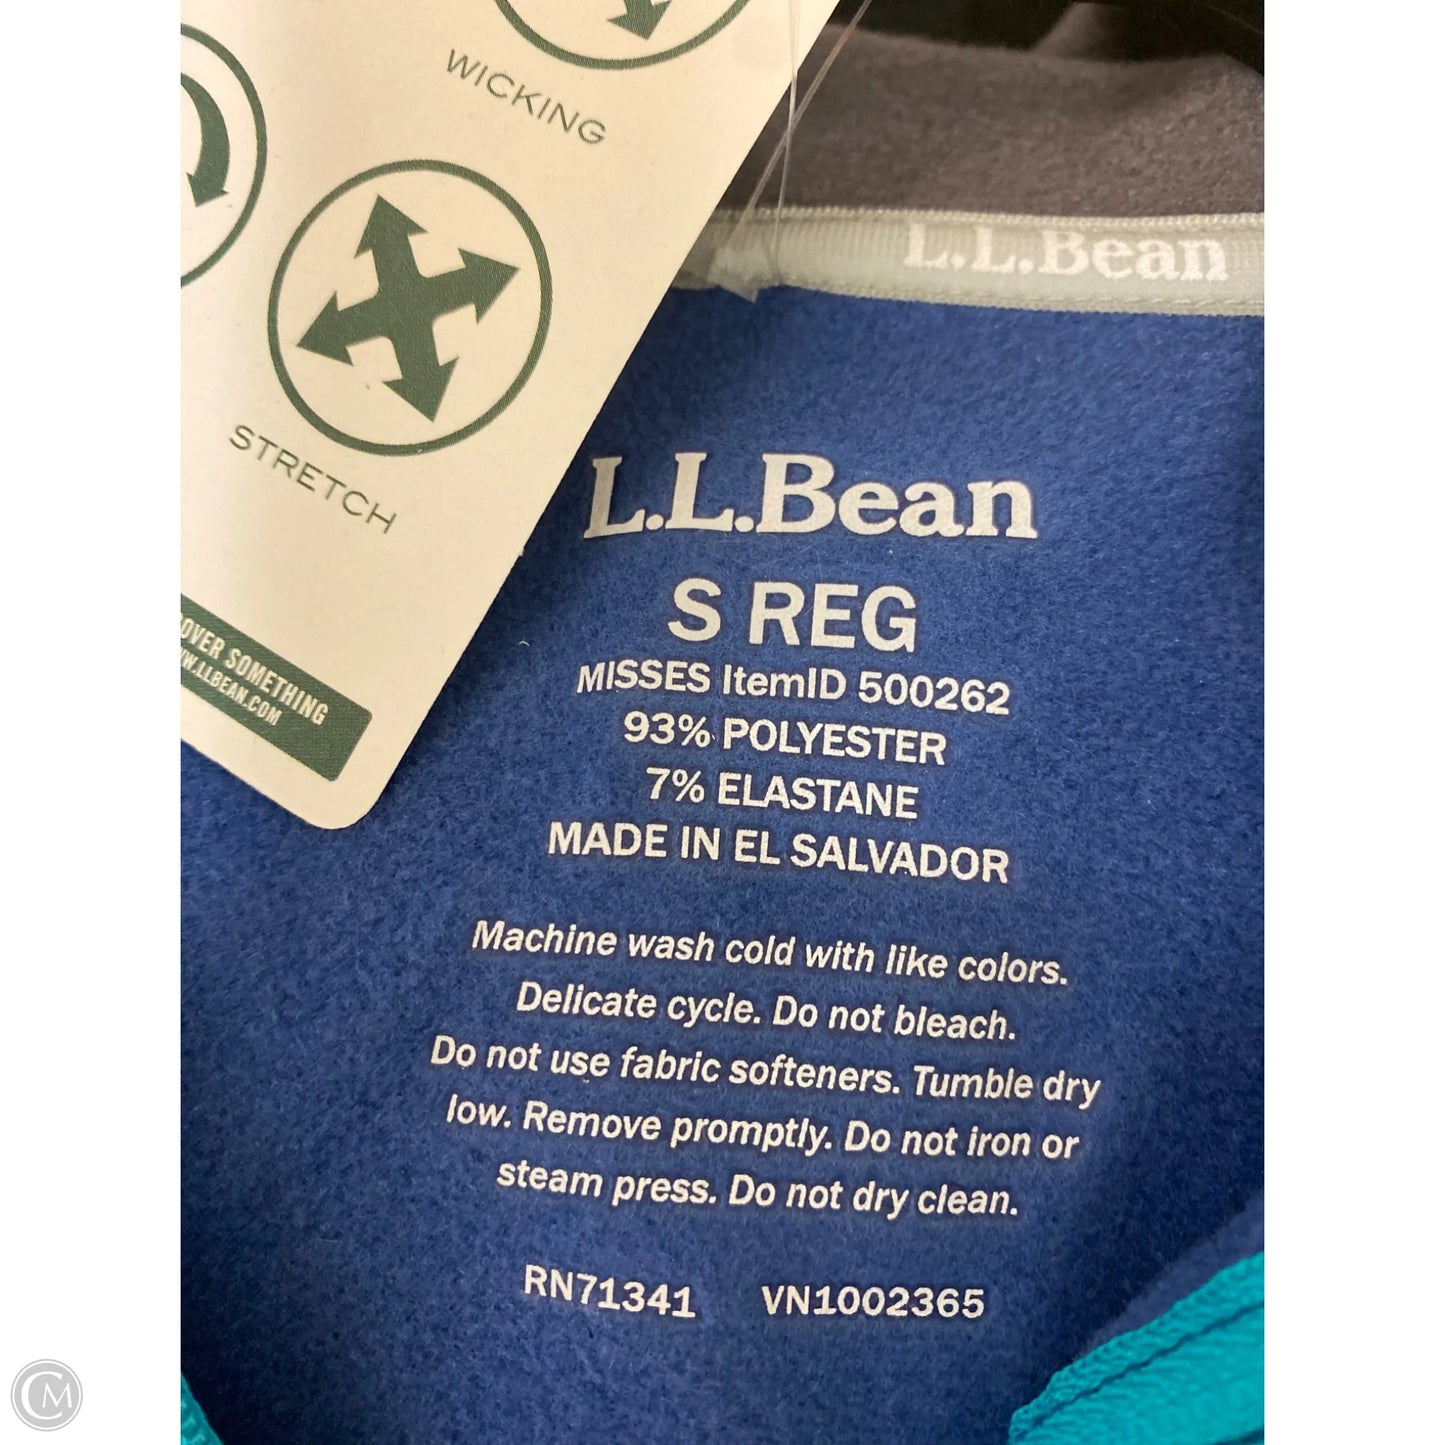 WICKING
STRETCH
OVER SOMETHING
W.LLBEAN.COM
L.L.Bean
L.L.Bean
S REG
MISSES ItemID 500262
93% POLYESTER
7% ELASTANE
MADE IN EL SALVADOR
Machine wash cold with like colors.
Delicate cycle. Do not bleach.
Do not use fabric softeners. Tumble dry
low. Remove promptly. Do not iron or
steam press. Do not dry clean.
RN71341 VN1002365
CM